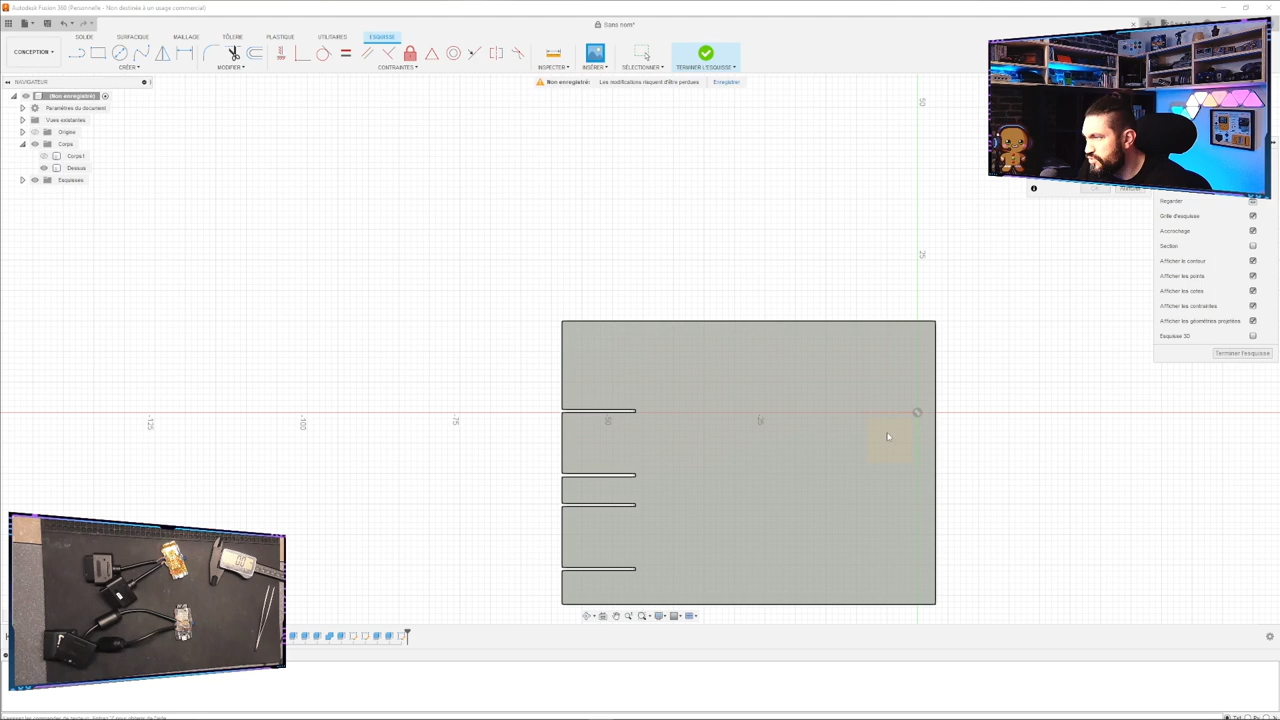 Autodesk Fusion 360 (Personnelle - Non destinée à un usage commercial)
Sans nom*
CONCEPTION
SOLIDE SURFACIQUE MAILLAGE TÔLERIE PLASTIQUE UTILITAIRES ESQUISSE
CRÉER MODIFIER CONTRAINTES INSPECTER INSÉRER SÉLECTIONNER TERMINER L'ESQUISSE
NAVIGATEUR
Non enregistré: Les modifications risquent d'être perdues Enregistrer
(Non enregistré)
Paramètres du document
Vues existantes
Origine
Corps
Corps1
Dessus
Esquisses
50
25
-125
-100
-75
-50
-25
Regarder
Grille d'esquisse
Accrochage
Section
Afficher le contour
Afficher les points
Afficher les cotes
Afficher les contraintes
Afficher les géométries projetées
Esquisse 3D
Terminer l'esquisse